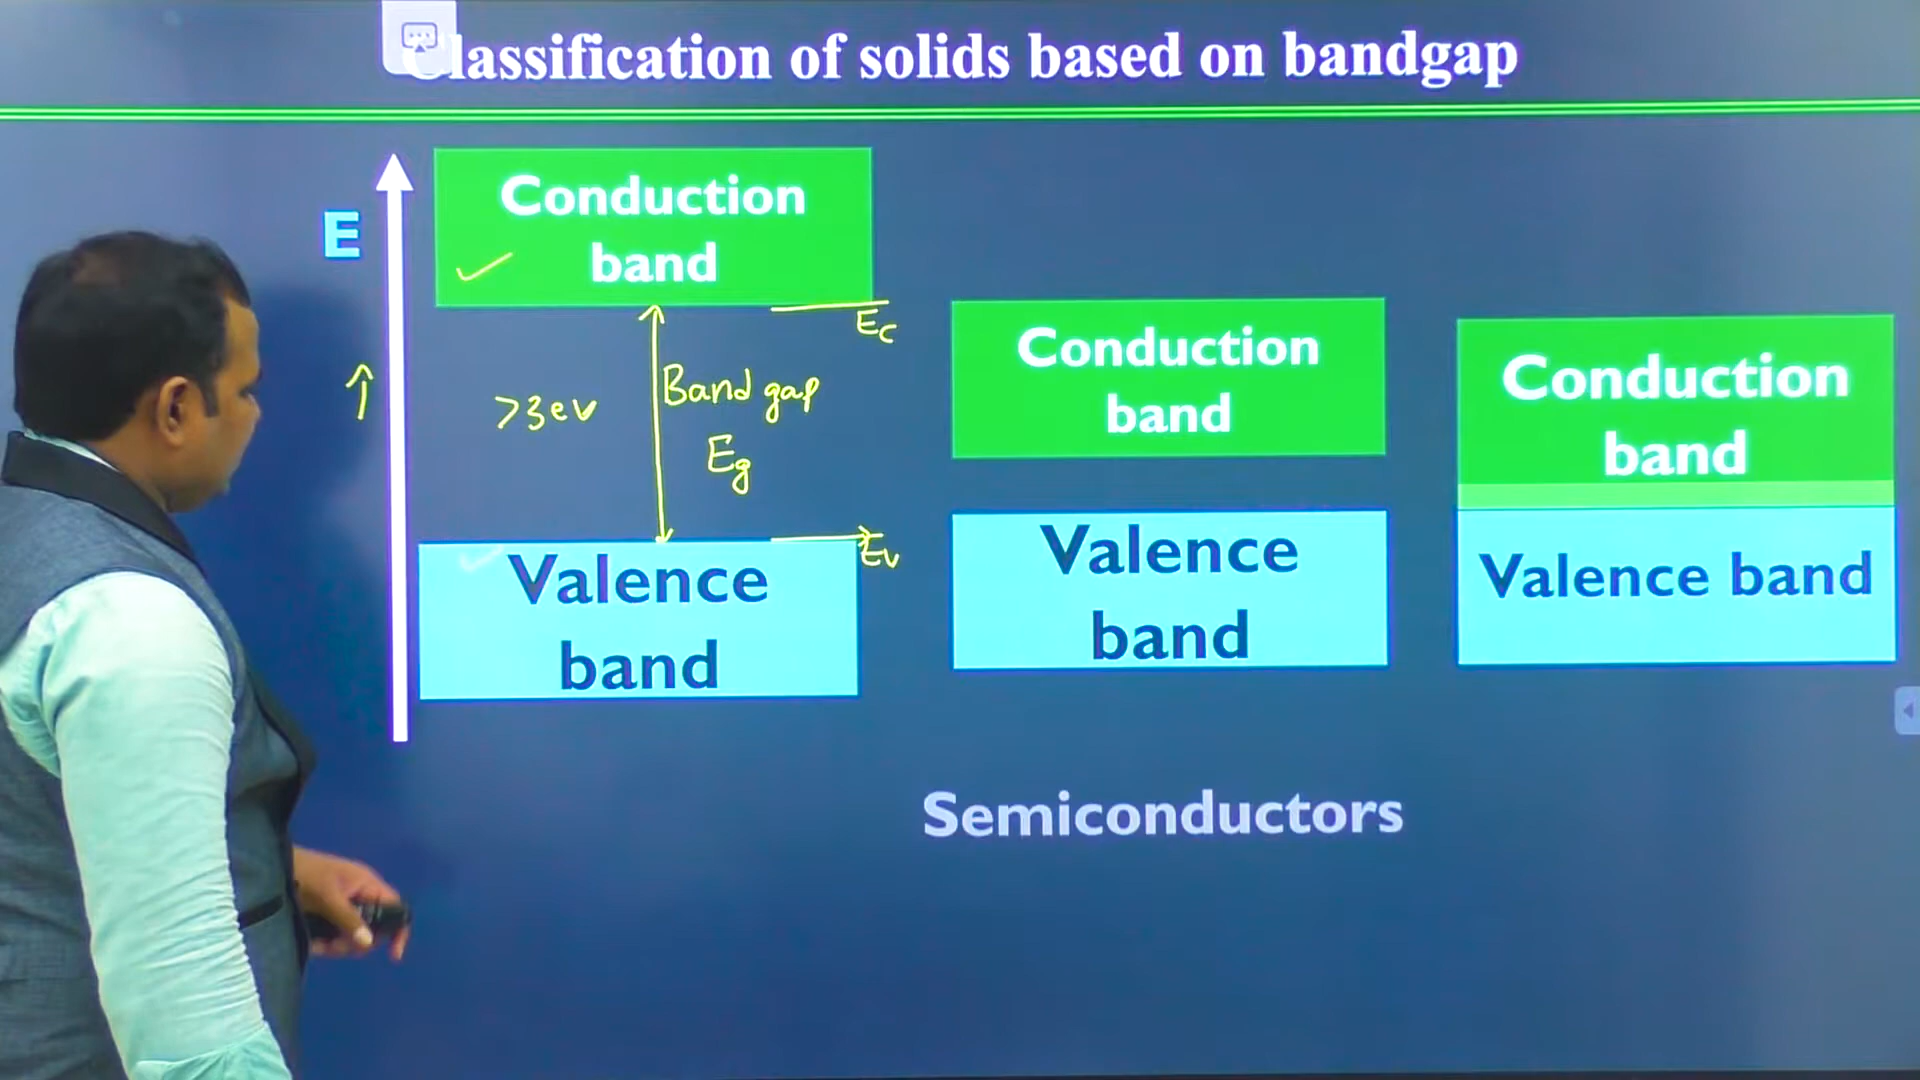 Classification of solids based on bandgap
E
Conduction
band
Ec
>3ev
Band gap
Eg
Ev
Valence
band
Conduction
band
Valence
band
Conduction
band
Valence band
Semiconductors